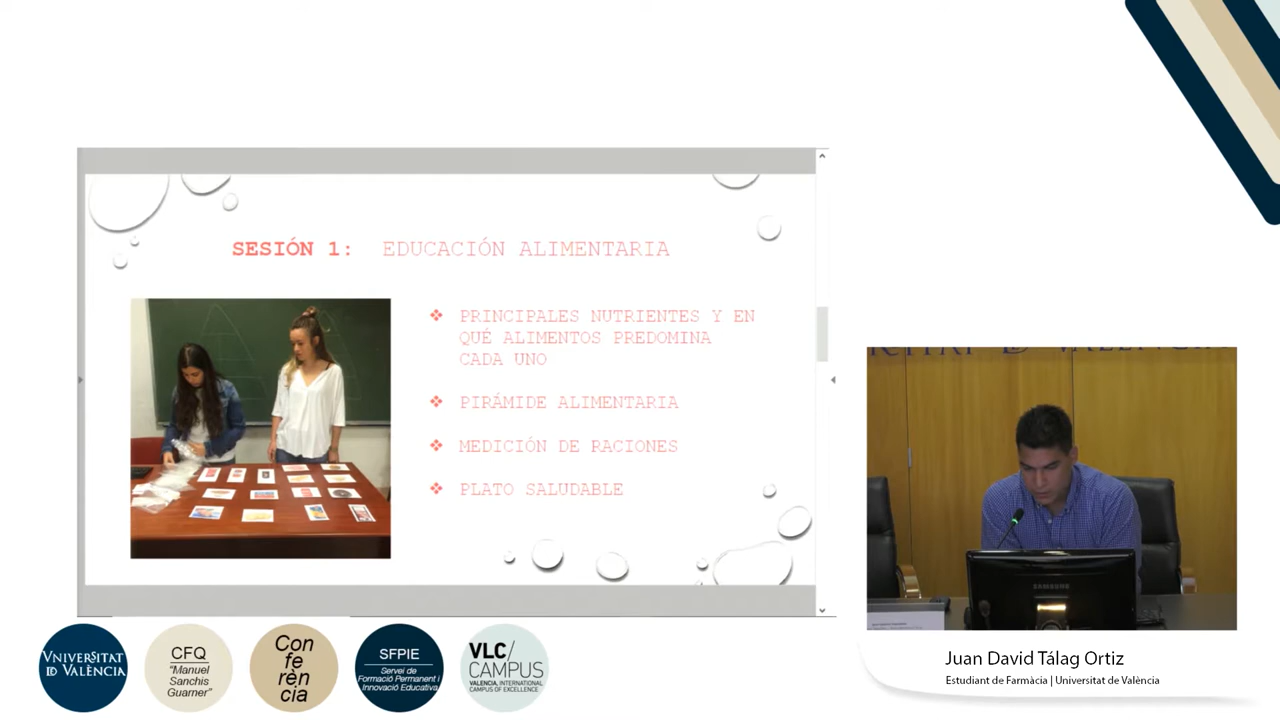 SESIÓN 1: EDUCACIÓN ALIMENTARIA
❖ PRINCIPALES NUTRIENTES Y EN
QUÉ ALIMENTOS PREDOMINA
CADA UNO
❖ PIRÁMIDE ALIMENTARIA
❖ MEDICIÓN DE RACIONES
❖ PLATO SALUDABLE
SAMSUNG
Juan David Tálag Ortiz
Estudiant de Farmàcia | Universitat de València
VNIVERSITAT
D VALÈNCIA
CFQ
"Manuel
Sanchis
Guarner"
Con
fe
rèn
cia
SFPIE
Servei de
Formació Permanent i
Innovació Educativa
VLC/
CAMPUS
VALENCIA, INTERNATIONAL
CAMPUS OF EXCELLENCE